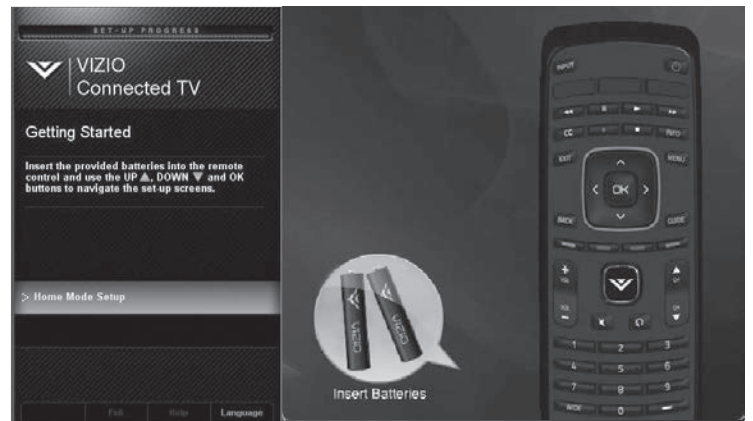 SET-UP PROGRESS
VIZIO
Connected TV
Getting Started
Insert the provided batteries into the remote
control and use the UP ▲, DOWN ▼ and OK
buttons to navigate the set-up screens.
> Home Mode Setup
Exit Help Language
VIZIO
VIZIO
Insert Batteries
INPUT
CC INFO
EXIT MENU
OK
BACK GUIDE
+
VOL CH
VOL CH
1 2 3
4 5 6
7 8 9
WIDE 0 —